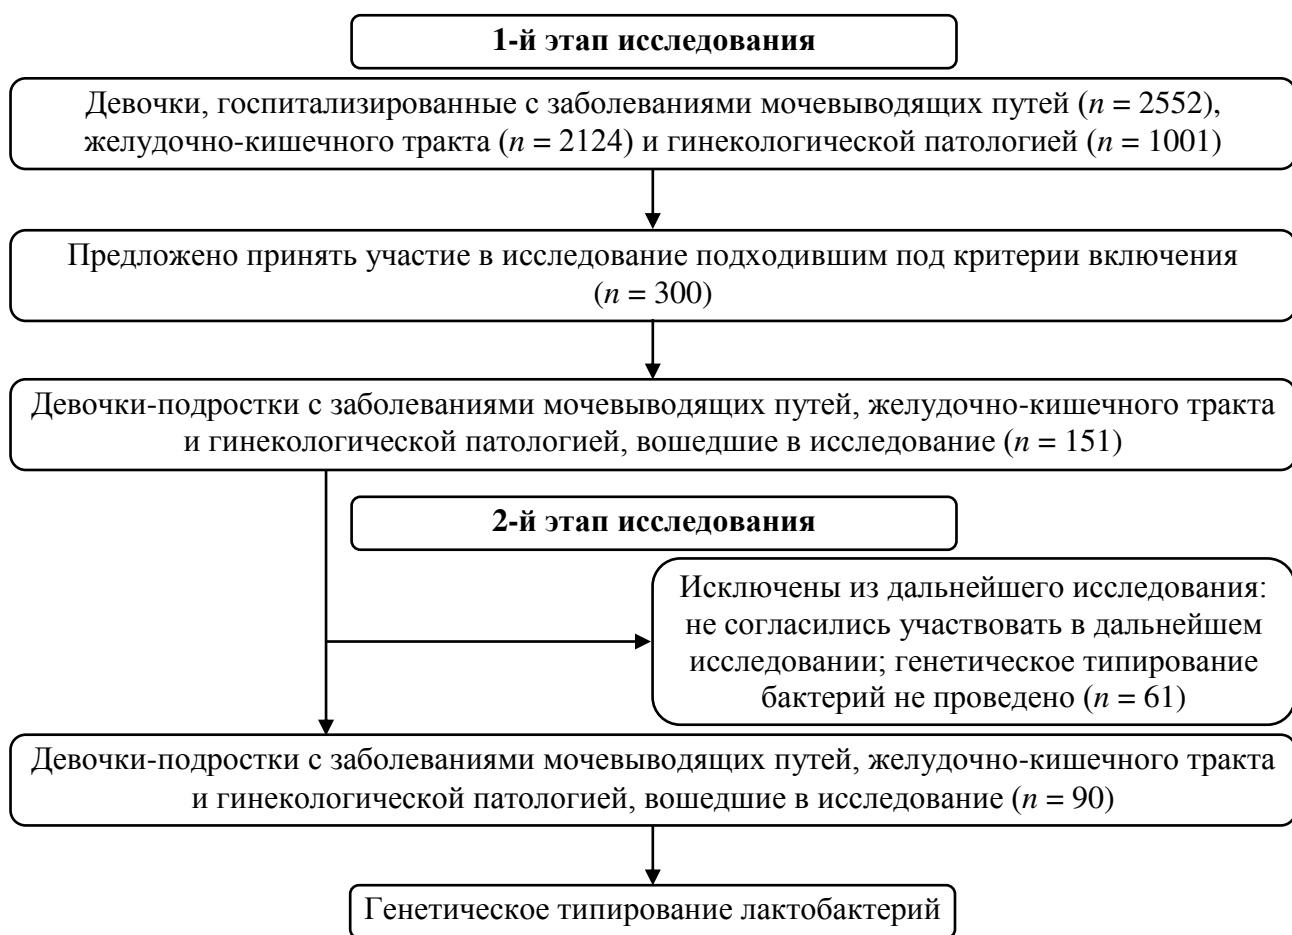 1-й этап исследования
Девочки, госпитализированные с заболеваниями мочевыводящих путей (n = 2552),
желудочно-кишечного тракта (n = 2124) и гинекологической патологией (n = 1001)
Предложено принять участие в исследование подходившим под критерии включения
(n = 300)
Девочки-подростки с заболеваниями мочевыводящих путей, желудочно-кишечного тракта
и гинекологической патологией, вошедшие в исследование (n = 151)
2-й этап исследования
Исключены из дальнейшего исследования:
не согласились участвовать в дальнейшем
исследовании; генетическое типирование
бактерий не проведено (n = 61)
Девочки-подростки с заболеваниями мочевыводящих путей, желудочно-кишечного тракта
и гинекологической патологией, вошедшие в исследование (n = 90)
Генетическое типирование лактобактерий